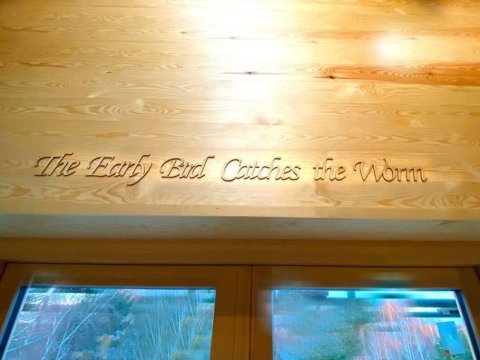 The Early Bird Catches the Worm